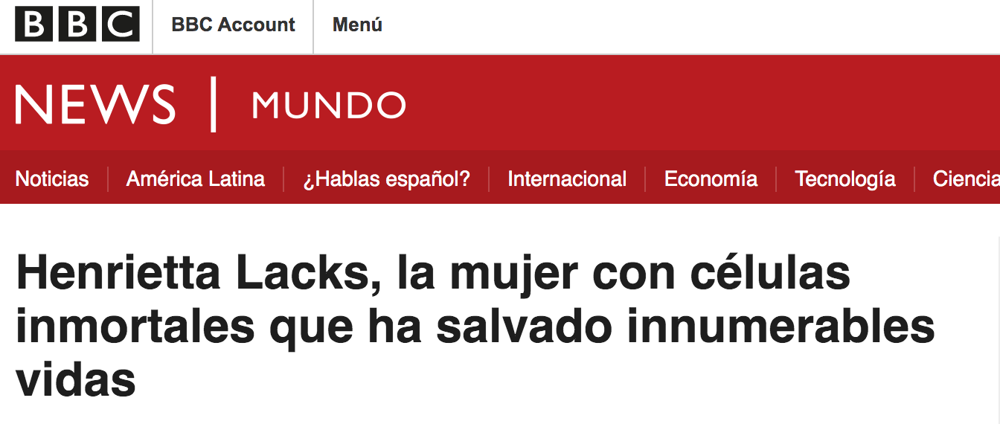 BBC BBC Account Menú
NEWS | MUNDO
Noticias América Latina ¿Hablas español? Internacional Economía Tecnología Ciencia
Henrietta Lacks, la mujer con células
inmortales que ha salvado innumerables
vidas